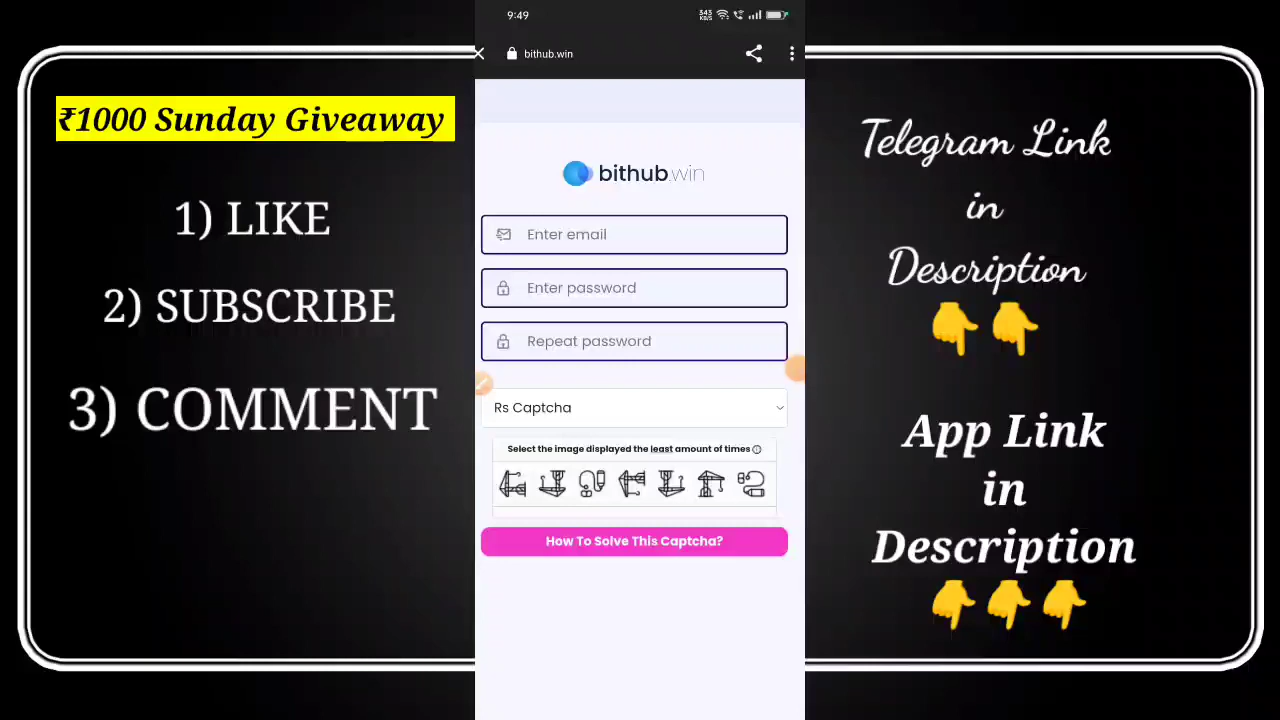 ₹1000 Sunday Giveaway
1) LIKE
2) SUBSCRIBE
3) COMMENT
9:49
343
KB/S
bithub.win
bithub.win
Enter email
Enter password
Repeat password
Rs Captcha
Select the image displayed the least amount of times
How To Solve This Captcha?
Telegram Link
in
Description
App Link
in
Description